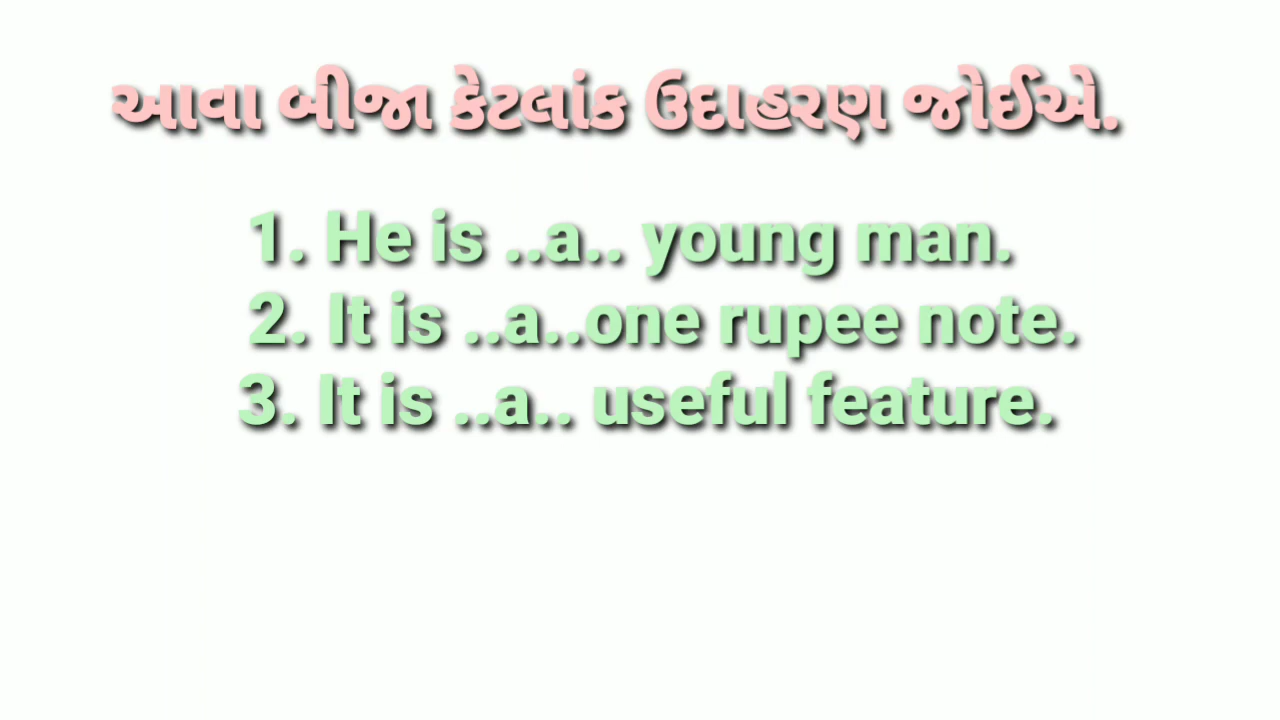 આવા બીજા કેટલાંક ઉદાહરણ જોઈએ.
1. He is ..a.. young man.
2. It is ..a..one rupee note.
3. It is ..a.. useful feature.